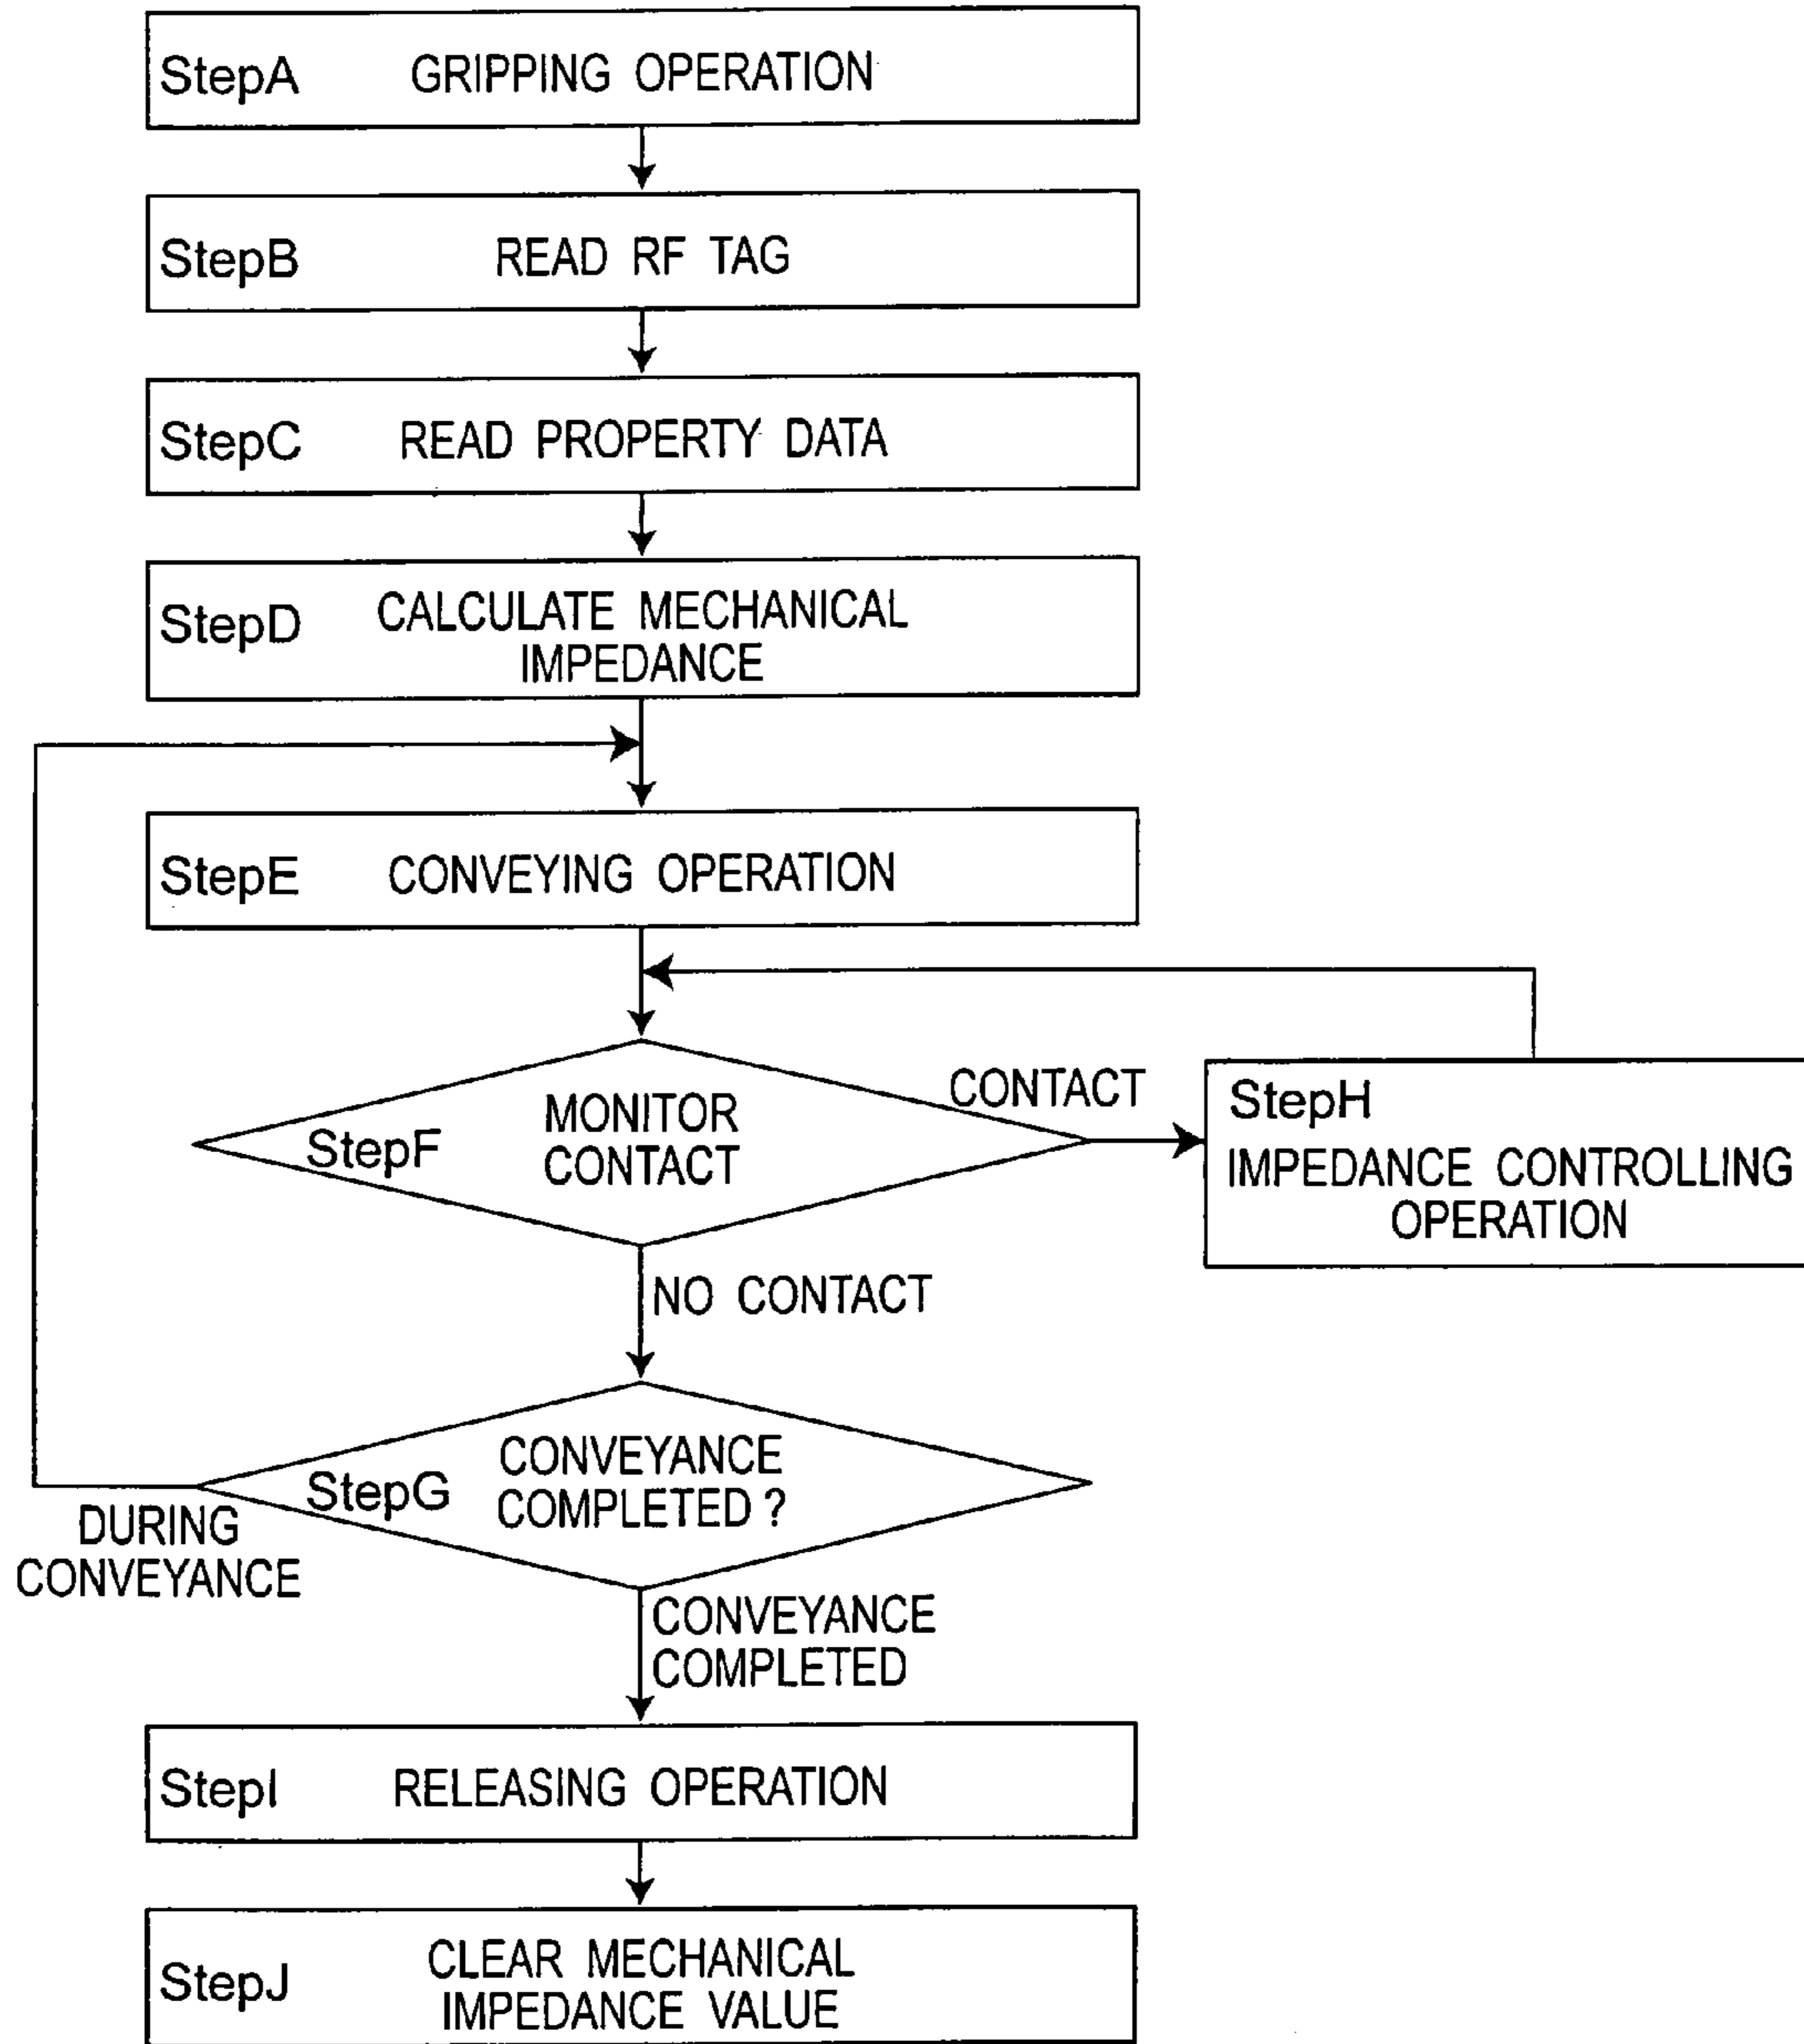 StepA GRIPPING OPERATION
StepB READ RF TAG
StepC READ PROPERTY DATA
StepD CALCULATE MECHANICAL
IMPEDANCE
StepE CONVEYING OPERATION
CONTACT
StepF MONITOR
CONTACT
StepH
IMPEDANCE CONTROLLING
OPERATION
NO CONTACT
StepG CONVEYANCE
COMPLETED ?
DURING
CONVEYANCE
CONVEYANCE
COMPLETED
StepI RELEASING OPERATION
StepJ CLEAR MECHANICAL
IMPEDANCE VALUE